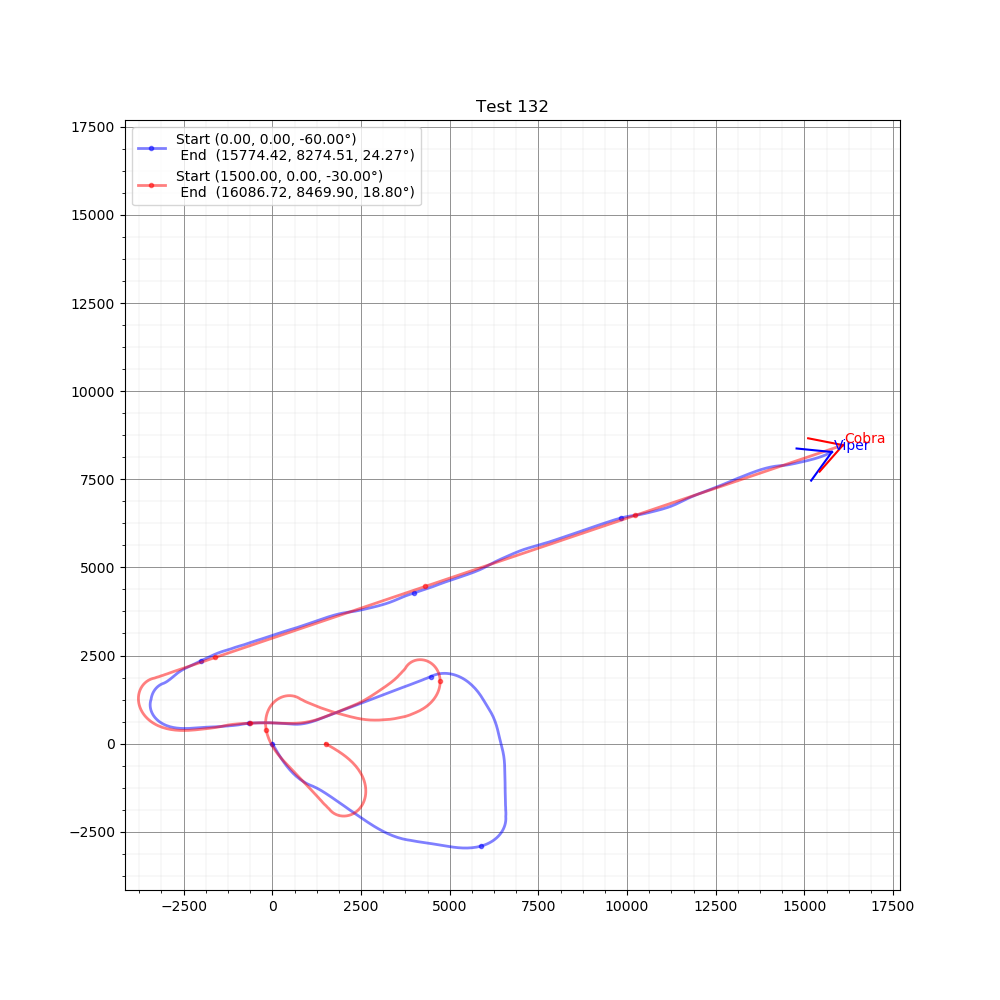 Test 132
Start (0.00, 0.00, -60.00°)
End  (15774.42, 8274.51, 24.27°)
Start (1500.00, 0.00, -30.00°)
End  (16086.72, 8469.90, 18.80°)
17500
15000
12500
10000
7500
5000
2500
0
−2500
Cobra
Viper
−2500 0 2500 5000 7500 10000 12500 15000 17500